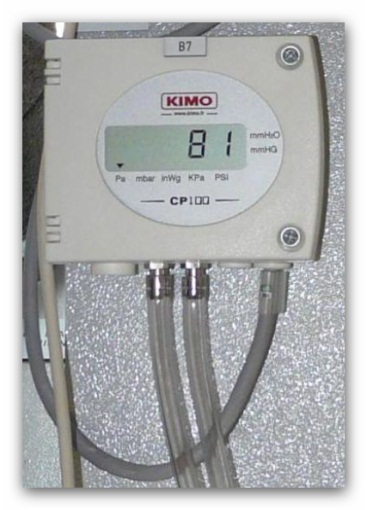 B7
KIMO
www.kimo.fr
81
mmH₂O
mmHG
Pa mbar inWg KPa PSI
CP100